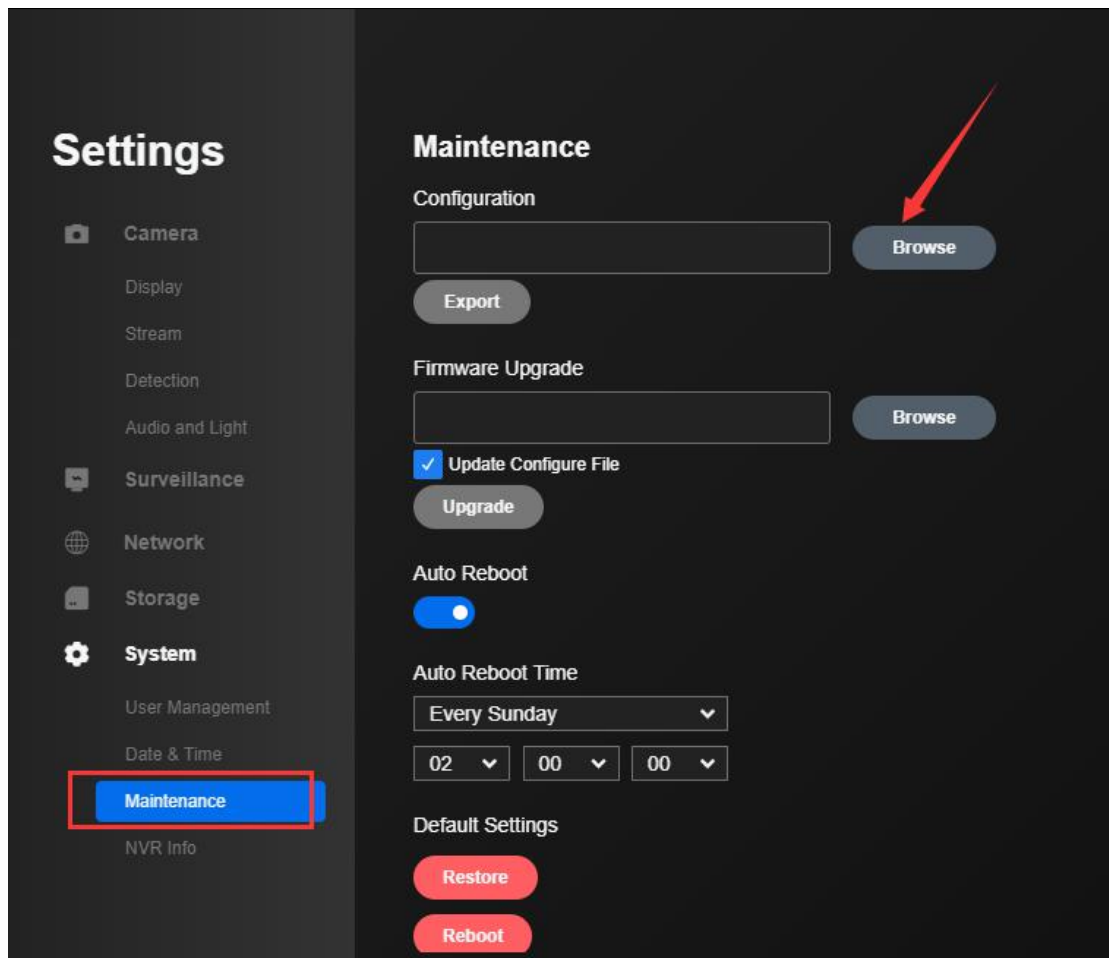 Settings
Camera
Display
Stream
Detection
Audio and Light
Surveillance
Network
Storage
System
User Management
Date & Time
Maintenance
NVR Info
Maintenance
Configuration
Browse
Export
Firmware Upgrade
Browse
Update Configure File
Upgrade
Auto Reboot
Auto Reboot Time
Every Sunday
02 00 00
Default Settings
Restore
Reboot